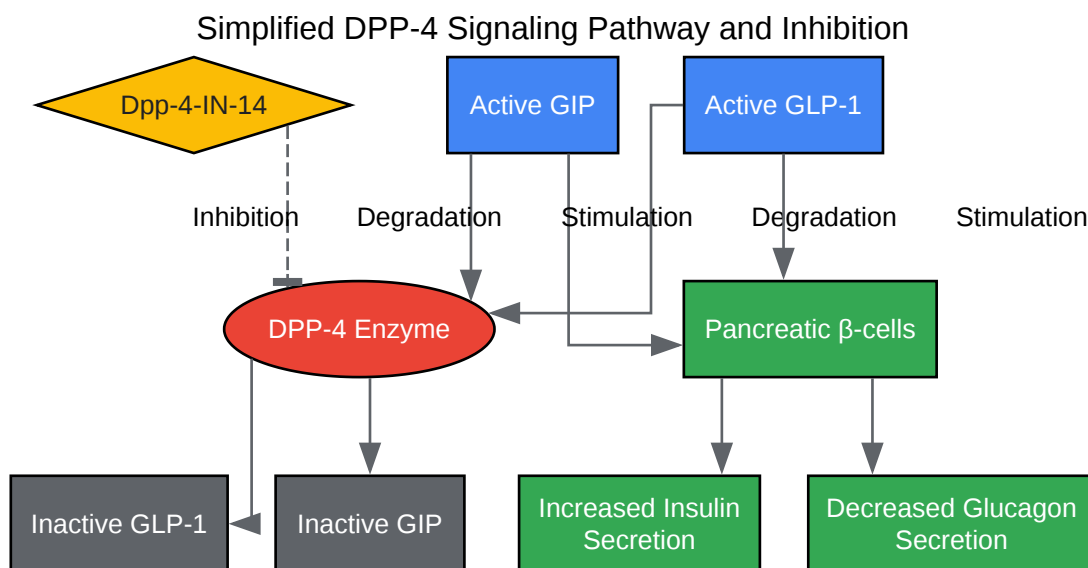 Simplified DPP-4 Signaling Pathway and Inhibition
Dpp-4-IN-14
Active GIP
Active GLP-1
Inhibition
Degradation
Stimulation
Degradation
Stimulation
DPP-4 Enzyme
Pancreatic β-cells
Inactive GLP-1
Inactive GIP
Increased Insulin
Secretion
Decreased Glucagon
Secretion